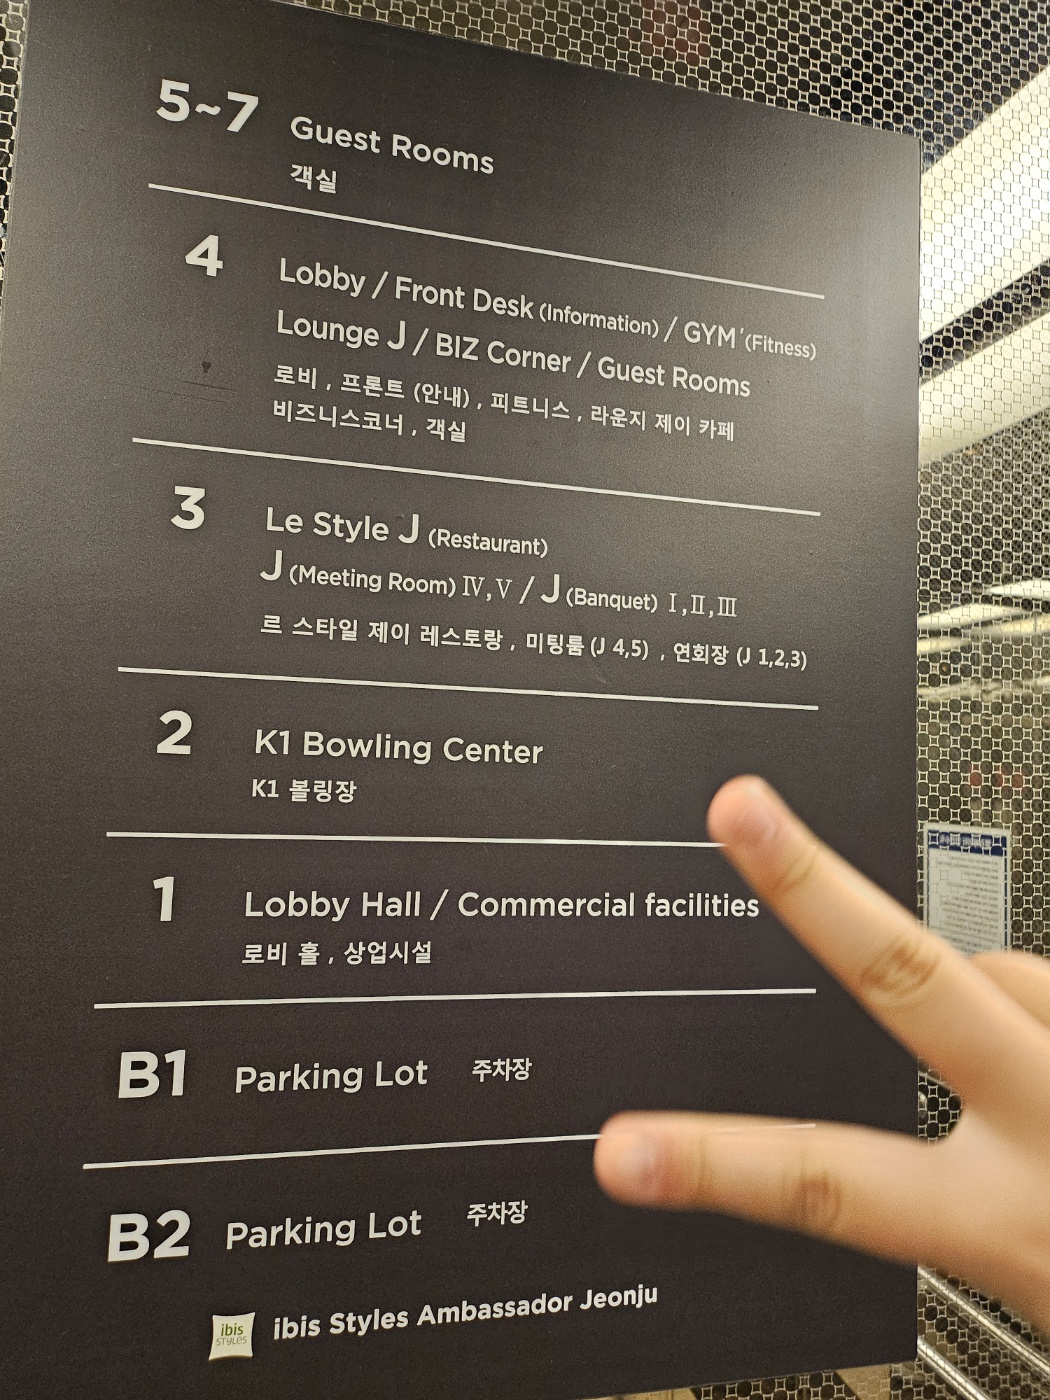 5~7 Guest Rooms
객실
4 Lobby / Front Desk (Information) / GYM (Fitness)
Lounge J / BIZ Corner / Guest Rooms
로비 , 프론트 (안내) , 피트니스 , 라운지 제이 카페
비즈니스코너 , 객실
3 Le Style J (Restaurant)
J (Meeting Room) Ⅳ,Ⅴ / J (Banquet) Ⅰ,Ⅱ,Ⅲ
르 스타일 제이 레스토랑 , 미팅룸 (J 4,5) , 연회장 (J 1,2,3)
2 K1 Bowling Center
K1 볼링장
1 Lobby Hall / Commercial facilities
로비 홀 , 상업시설
B1 Parking Lot 주차장
B2 Parking Lot 주차장
ibis STYLES ibis Styles Ambassador Jeonju